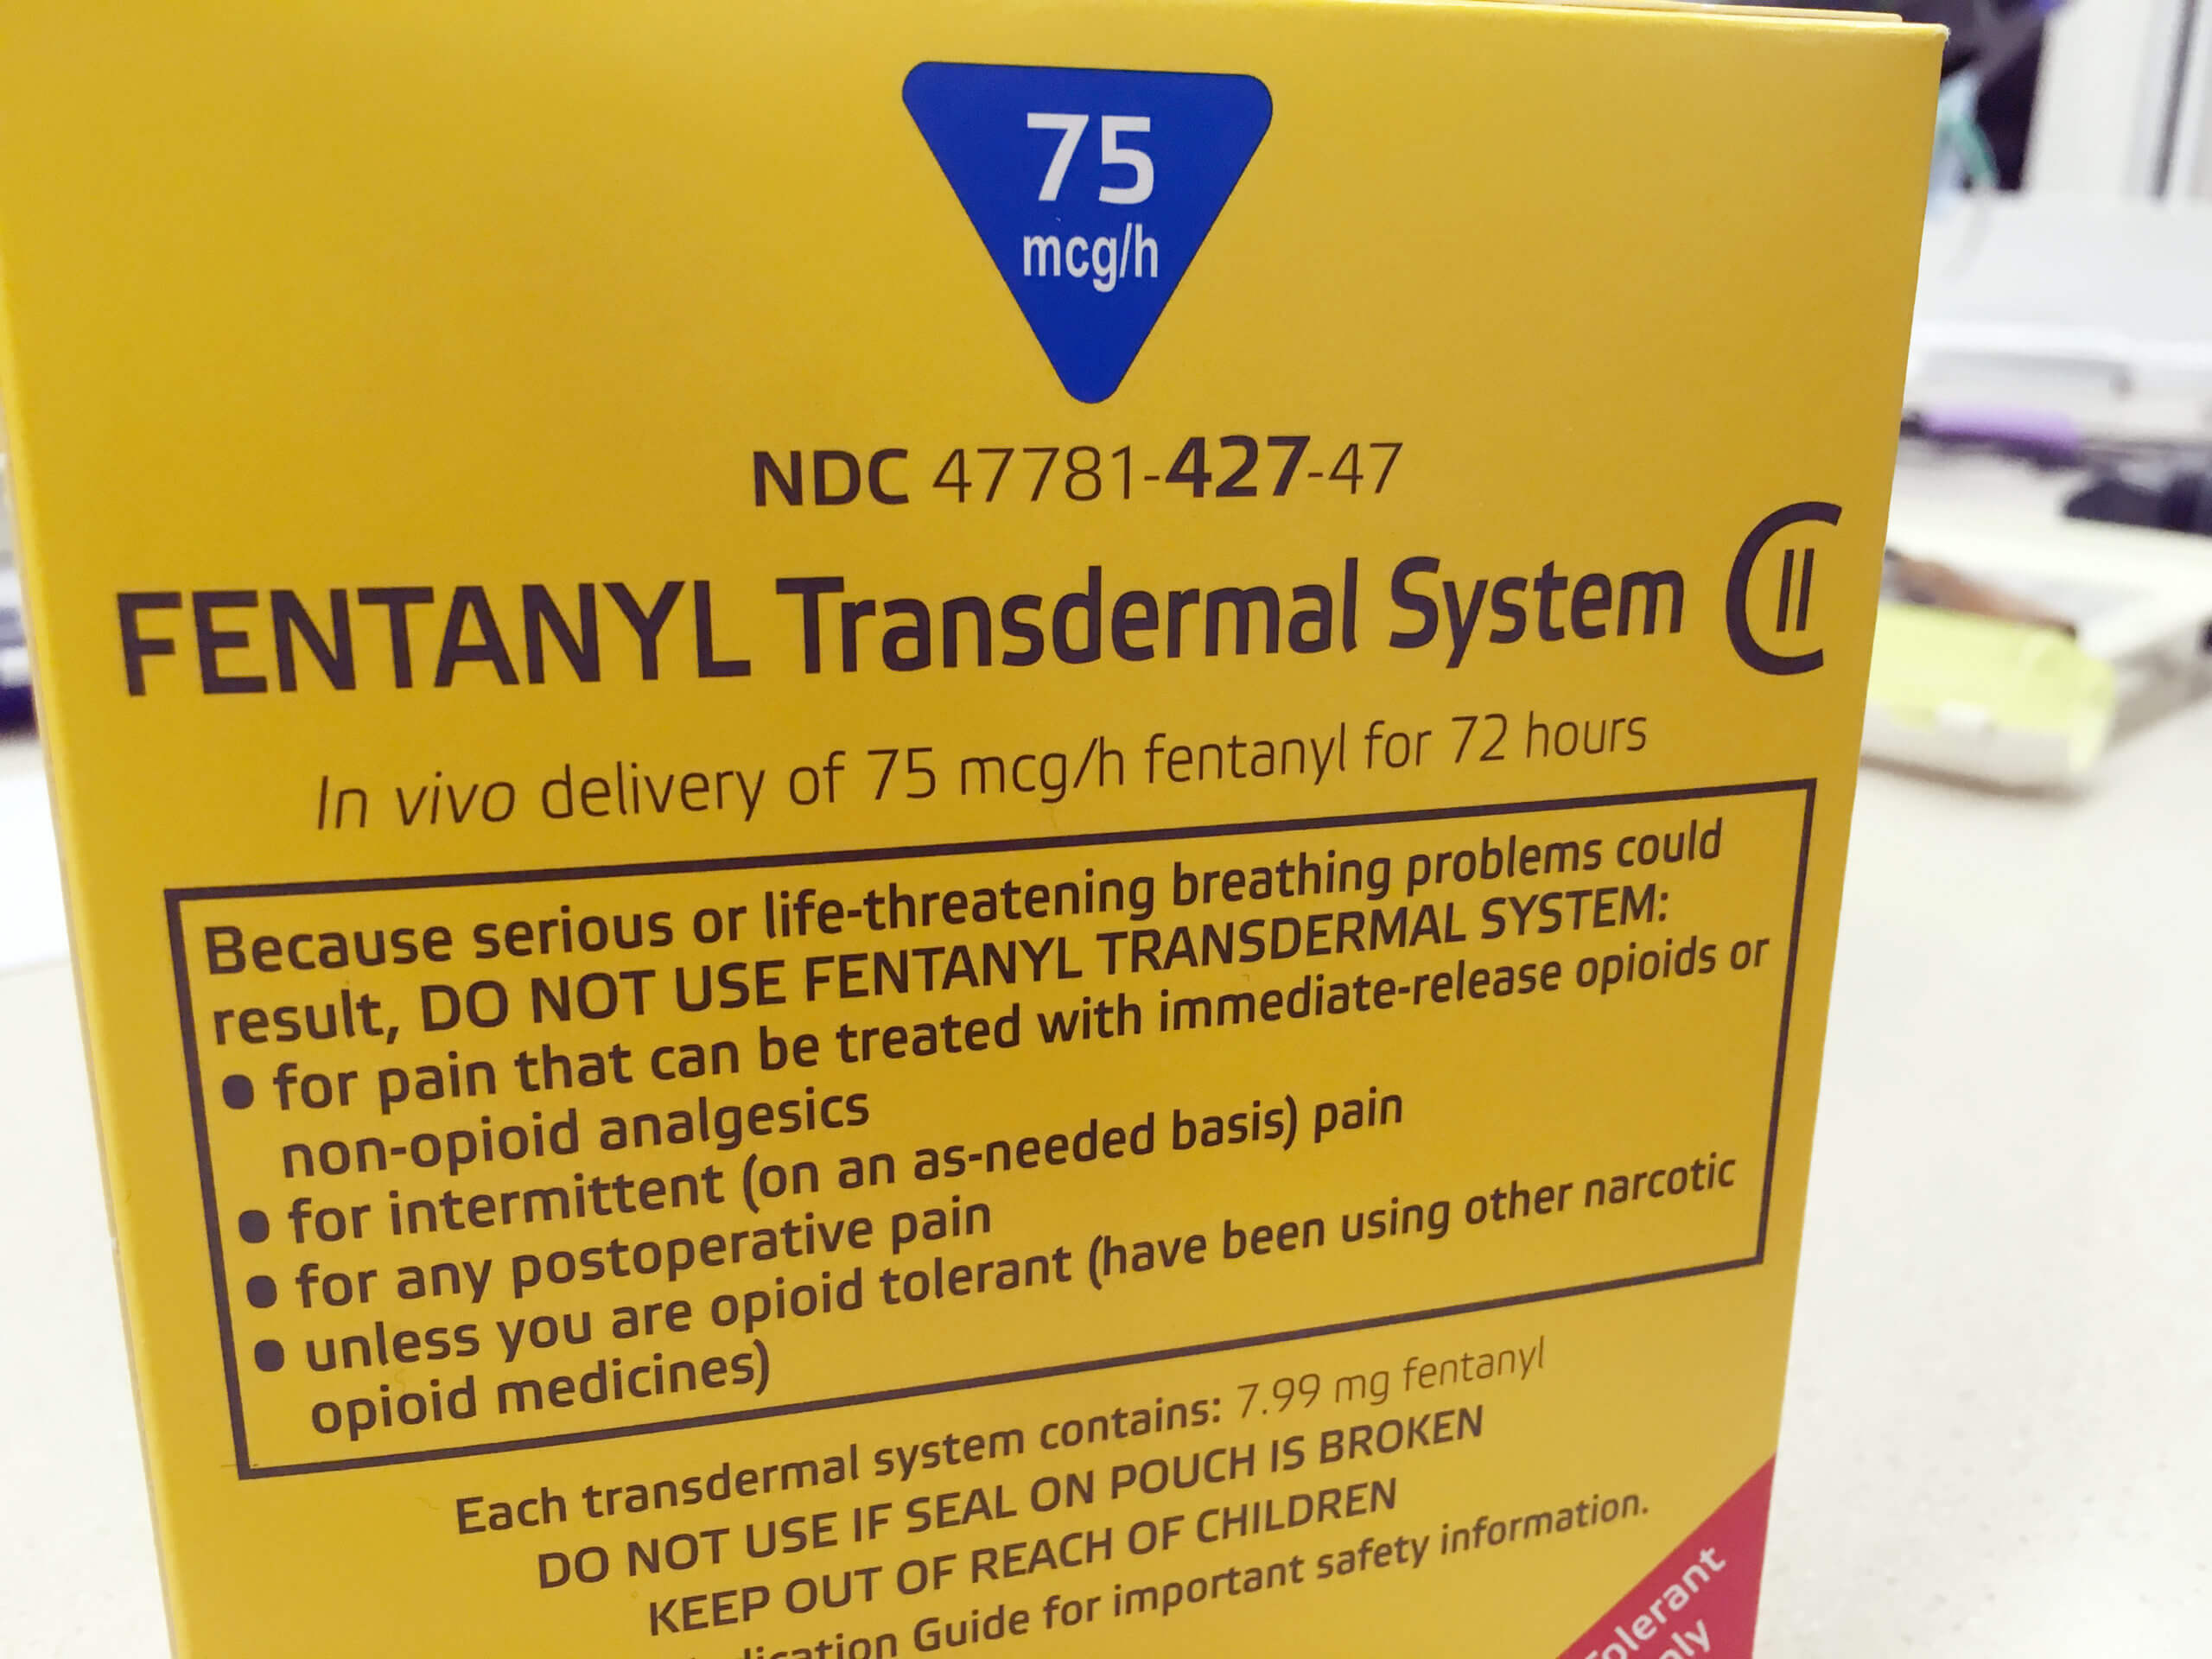 75
mcg/h
NDC 47781-427-47
FENTANYL Transdermal System CII
In vivo delivery of 75 mcg/h fentanyl for 72 hours
Because serious or life-threatening breathing problems could
result, DO NOT USE FENTANYL TRANSDERMAL SYSTEM:
• for pain that can be treated with immediate-release opioids or
non-opioid analgesics
• for intermittent (on an as-needed basis) pain
• for any postoperative pain
• unless you are opioid tolerant (have been using other narcotic
opioid medicines)
Each transdermal system contains: 7.99 mg fentanyl
DO NOT USE IF SEAL ON POUCH IS BROKEN
KEEP OUT OF REACH OF CHILDREN
Guide for important safety information.